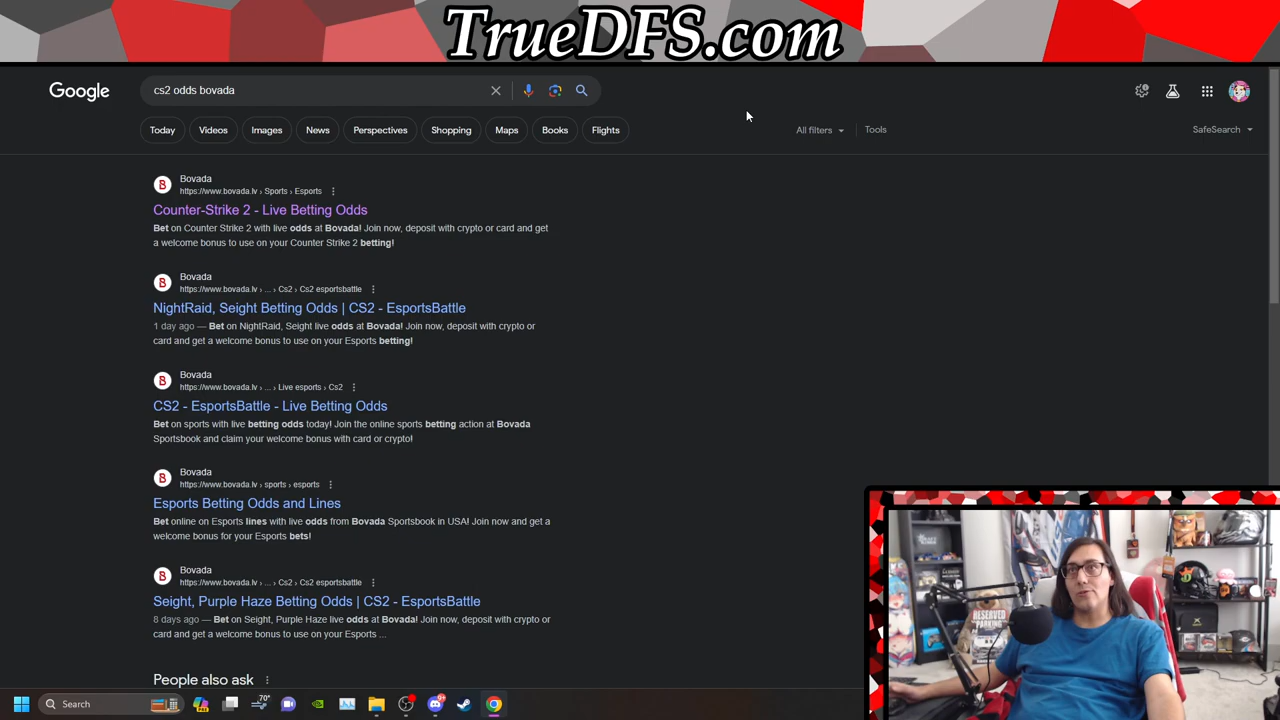 TrueDFS.com
Google
cs2 odds bovada
Today
Videos
Images
News
Perspectives
Shopping
Maps
Books
Flights
All filters
Tools
SafeSearch
Bovada
https://www.bovada.lv › Sports › Esports
Counter-Strike 2 - Live Betting Odds
Bet on Counter Strike 2 with live odds at Bovada! Join now, deposit with crypto or card and get
a welcome bonus to use on your Counter Strike 2 betting!
Bovada
https://www.bovada.lv › ... › Cs2 › Cs2 esportsbattle
NightRaid, Seight Betting Odds | CS2 - EsportsBattle
1 day ago — Bet on NightRaid, Seight live odds at Bovada! Join now, deposit with crypto or
card and get a welcome bonus to use on your Esports betting!
Bovada
https://www.bovada.lv › ... › Live esports › Cs2
CS2 - EsportsBattle - Live Betting Odds
Bet on sports with live betting odds today! Join the online sports betting action at Bovada
Sportsbook and claim your welcome bonus with card or crypto!
Bovada
https://www.bovada.lv › sports › esports
Esports Betting Odds and Lines
Bet online on Esports lines with live odds from Bovada Sportsbook in USA! Join now and get a
welcome bonus for your Esports bets!
Bovada
https://www.bovada.lv › ... › Cs2 › Cs2 esportsbattle
Seight, Purple Haze Betting Odds | CS2 - EsportsBattle
8 days ago — Bet on Seight, Purple Haze live odds at Bovada! Join now, deposit with crypto or
card and get a welcome bonus to use on your Esports ...
People also ask
RESERVED
PARKING
Search
70°